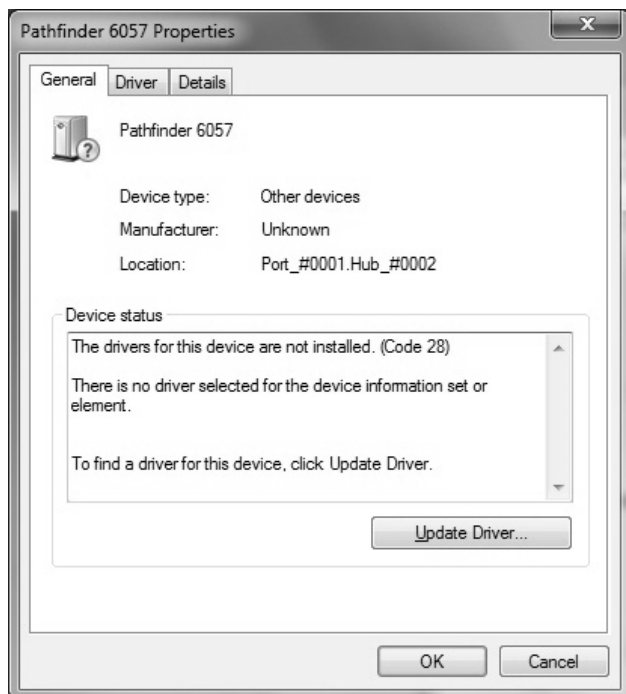 Pathfinder 6057 Properties
General Driver Details
Pathfinder 6057
Device type: Other devices
Manufacturer: Unknown
Location: Port_#0001.Hub_#0002
Device status
The drivers for this device are not installed. (Code 28)
There is no driver selected for the device information set or
element.
To find a driver for this device, click Update Driver.
Update Driver...
OK Cancel